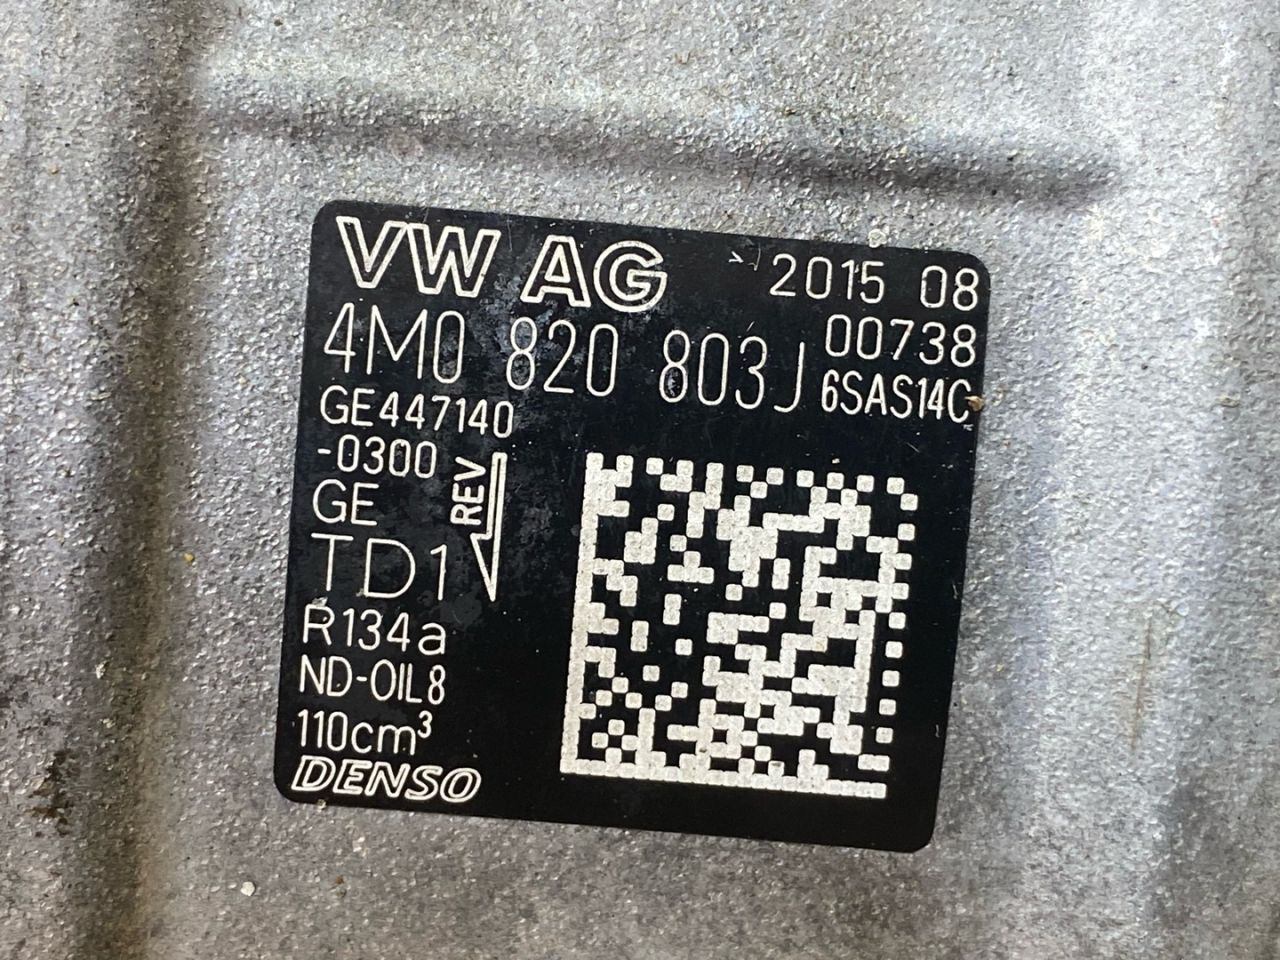 VW AG 2015 08
00738
4M0 820 803J 6SAS14C
GE447140
-0300
GE
REV
TD1
R134a
ND-OIL8
110cm³
DENSO